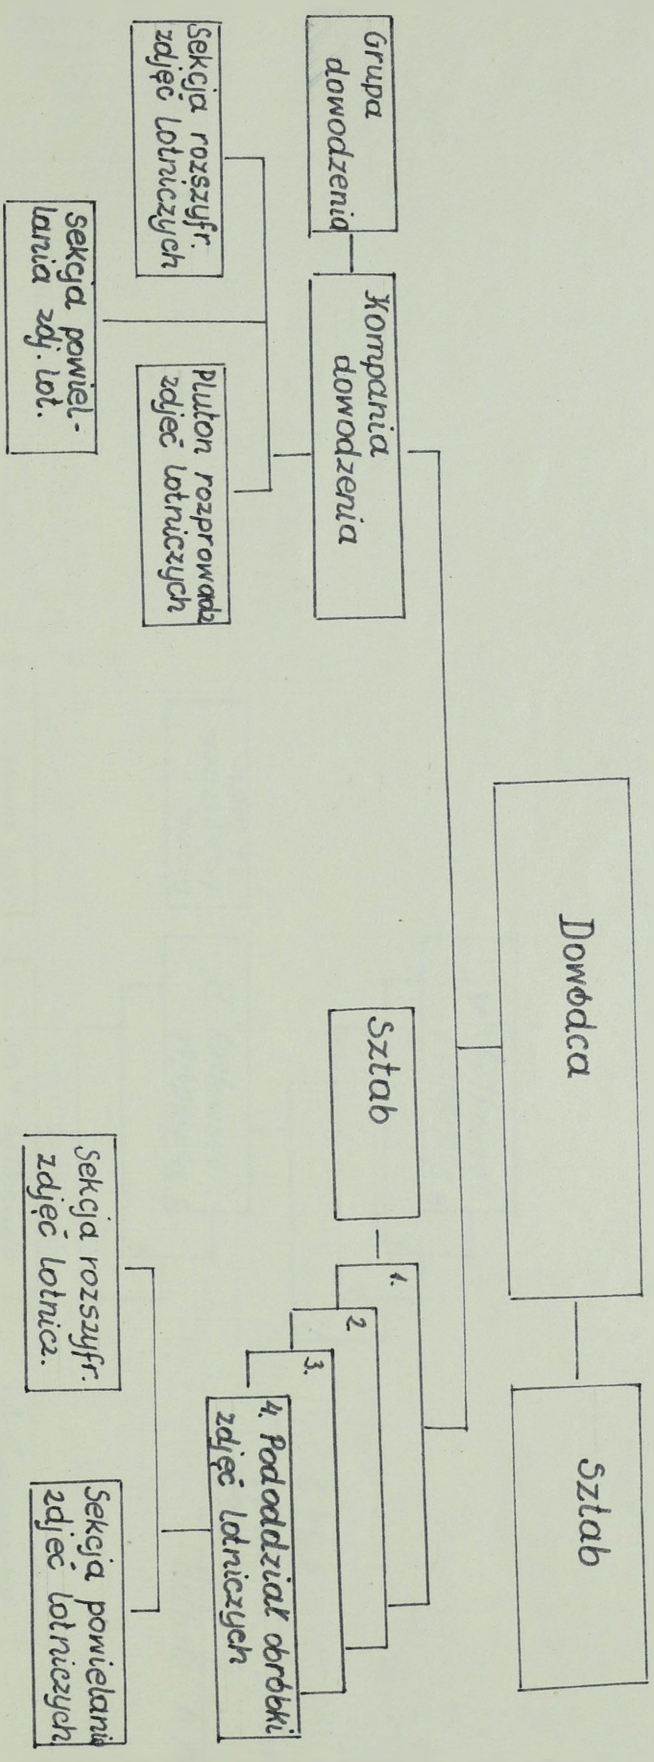 Dowódca
Sztab
Grupa
dowodzenia
Kompania
dowodzenia
Sekcja rozszyfr.
zdjęć lotniczych
Sekcja powiel-
lania zdj. lot.
Pluton rozprowadz
zdjęć lotniczych
Sztab
1.
2
3.
4. Pododdział obróbki
zdjęć lotniczych
Sekcja rozszyfr.
zdjęć lotnicz.
Sekcja powielania
zdjęć lotniczych